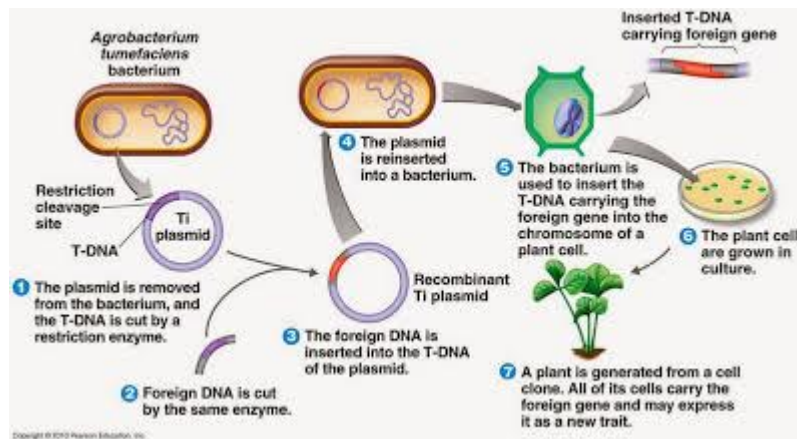 Agrobacterium
tumefaciens
bacterium
Restriction
cleavage
site
T-DNA
Ti
plasmid
1 The plasmid is removed
from the bacterium, and
the T-DNA is cut by a
restriction enzyme.
2 Foreign DNA is cut
by the same enzyme.
Recombinant
Ti plasmid
3 The foreign DNA is
inserted into the T-DNA
of the plasmid.
4 The plasmid
is reinserted
into a bacterium.
Inserted T-DNA
carrying foreign gene
5 The bacterium is
used to insert the
T-DNA carrying the
foreign gene into the
chromosome of a
plant cell.
6 The plant cell
are grown in
culture.
7 A plant is generated from a cell
clone. All of its cells carry the
foreign gene and may express
it as a new trait.
Copyright © 2010 Pearson Education, Inc.